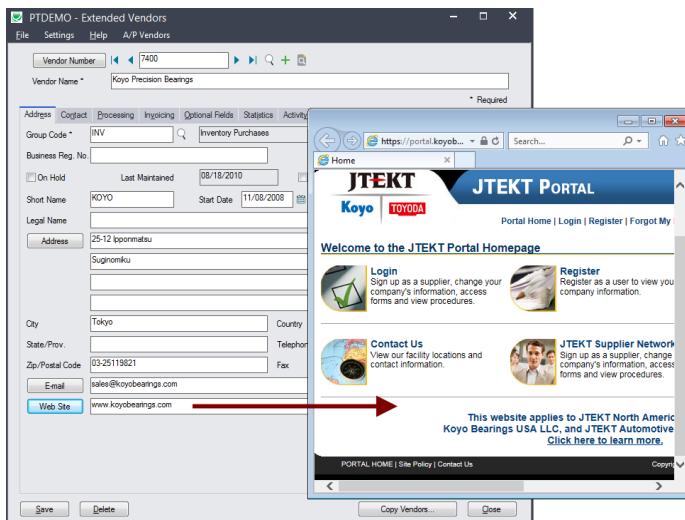 PTDEMO - Extended Vendors
File Settings Help A/P Vendors
Vendor Number 7400
Vendor Name * Koyo Precision Bearings
* Required
Address Contact Processing Invoicing Optional Fields Statistics Activity
Group Code * INV Inventory Purchases
Business Reg. No.
On Hold Last Maintained 08/18/2010
Short Name KOYO Start Date 11/08/2008
Legal Name
Address 25-12 Ipponmatsu
Suginomiku
City Tokyo Country
State/Prov. Telephon
Zip/Postal Code 03-25119821 Fax
E-mail sales@koyobearings.com
Web Site www.koyobearings.com
Save Delete Copy Vendors... Close
https://portal.koyob... Search...
Home
JTEKT JTEKT PORTAL
Koyo TOYODA
Portal Home | Login | Register | Forgot My
Welcome to the JTEKT Portal Homepage
Login
Sign up as a supplier, change your
company's information, access
forms and view procedures.
Register
Register as a user to view you
company information.
Contact Us
View our facility locations and
contact information.
JTEKT Supplier Network
Sign up as a supplier, change
company's information, access
forms and view procedures.
This website applies to JTEKT North Americ
Koyo Bearings USA LLC, and JTEKT Automotive
Click here to learn more.
PORTAL HOME | Site Policy | Contact Us Copyrig